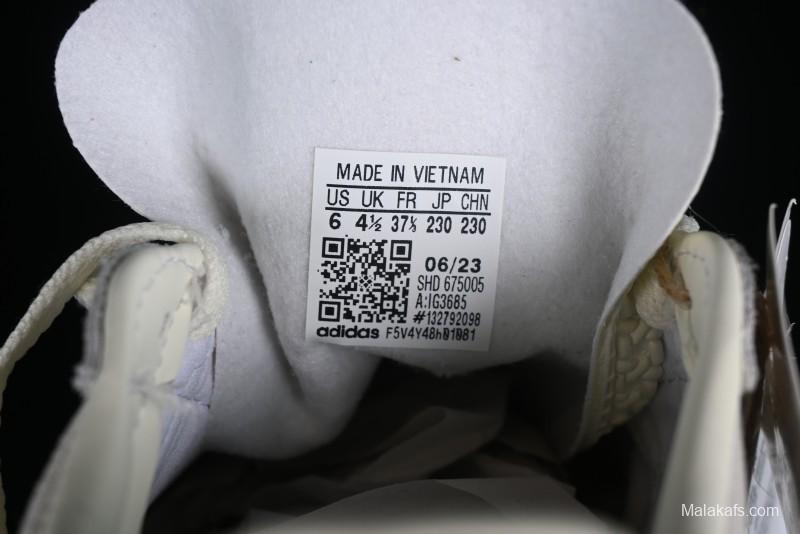 MADE IN VIETNAM
US UK FR JP CHN
6 4½ 37⅓ 230 230
06/23
SHD 675005
A:IG3685
#132792098
adidas F5V4Y48h01081
Malakafs.com